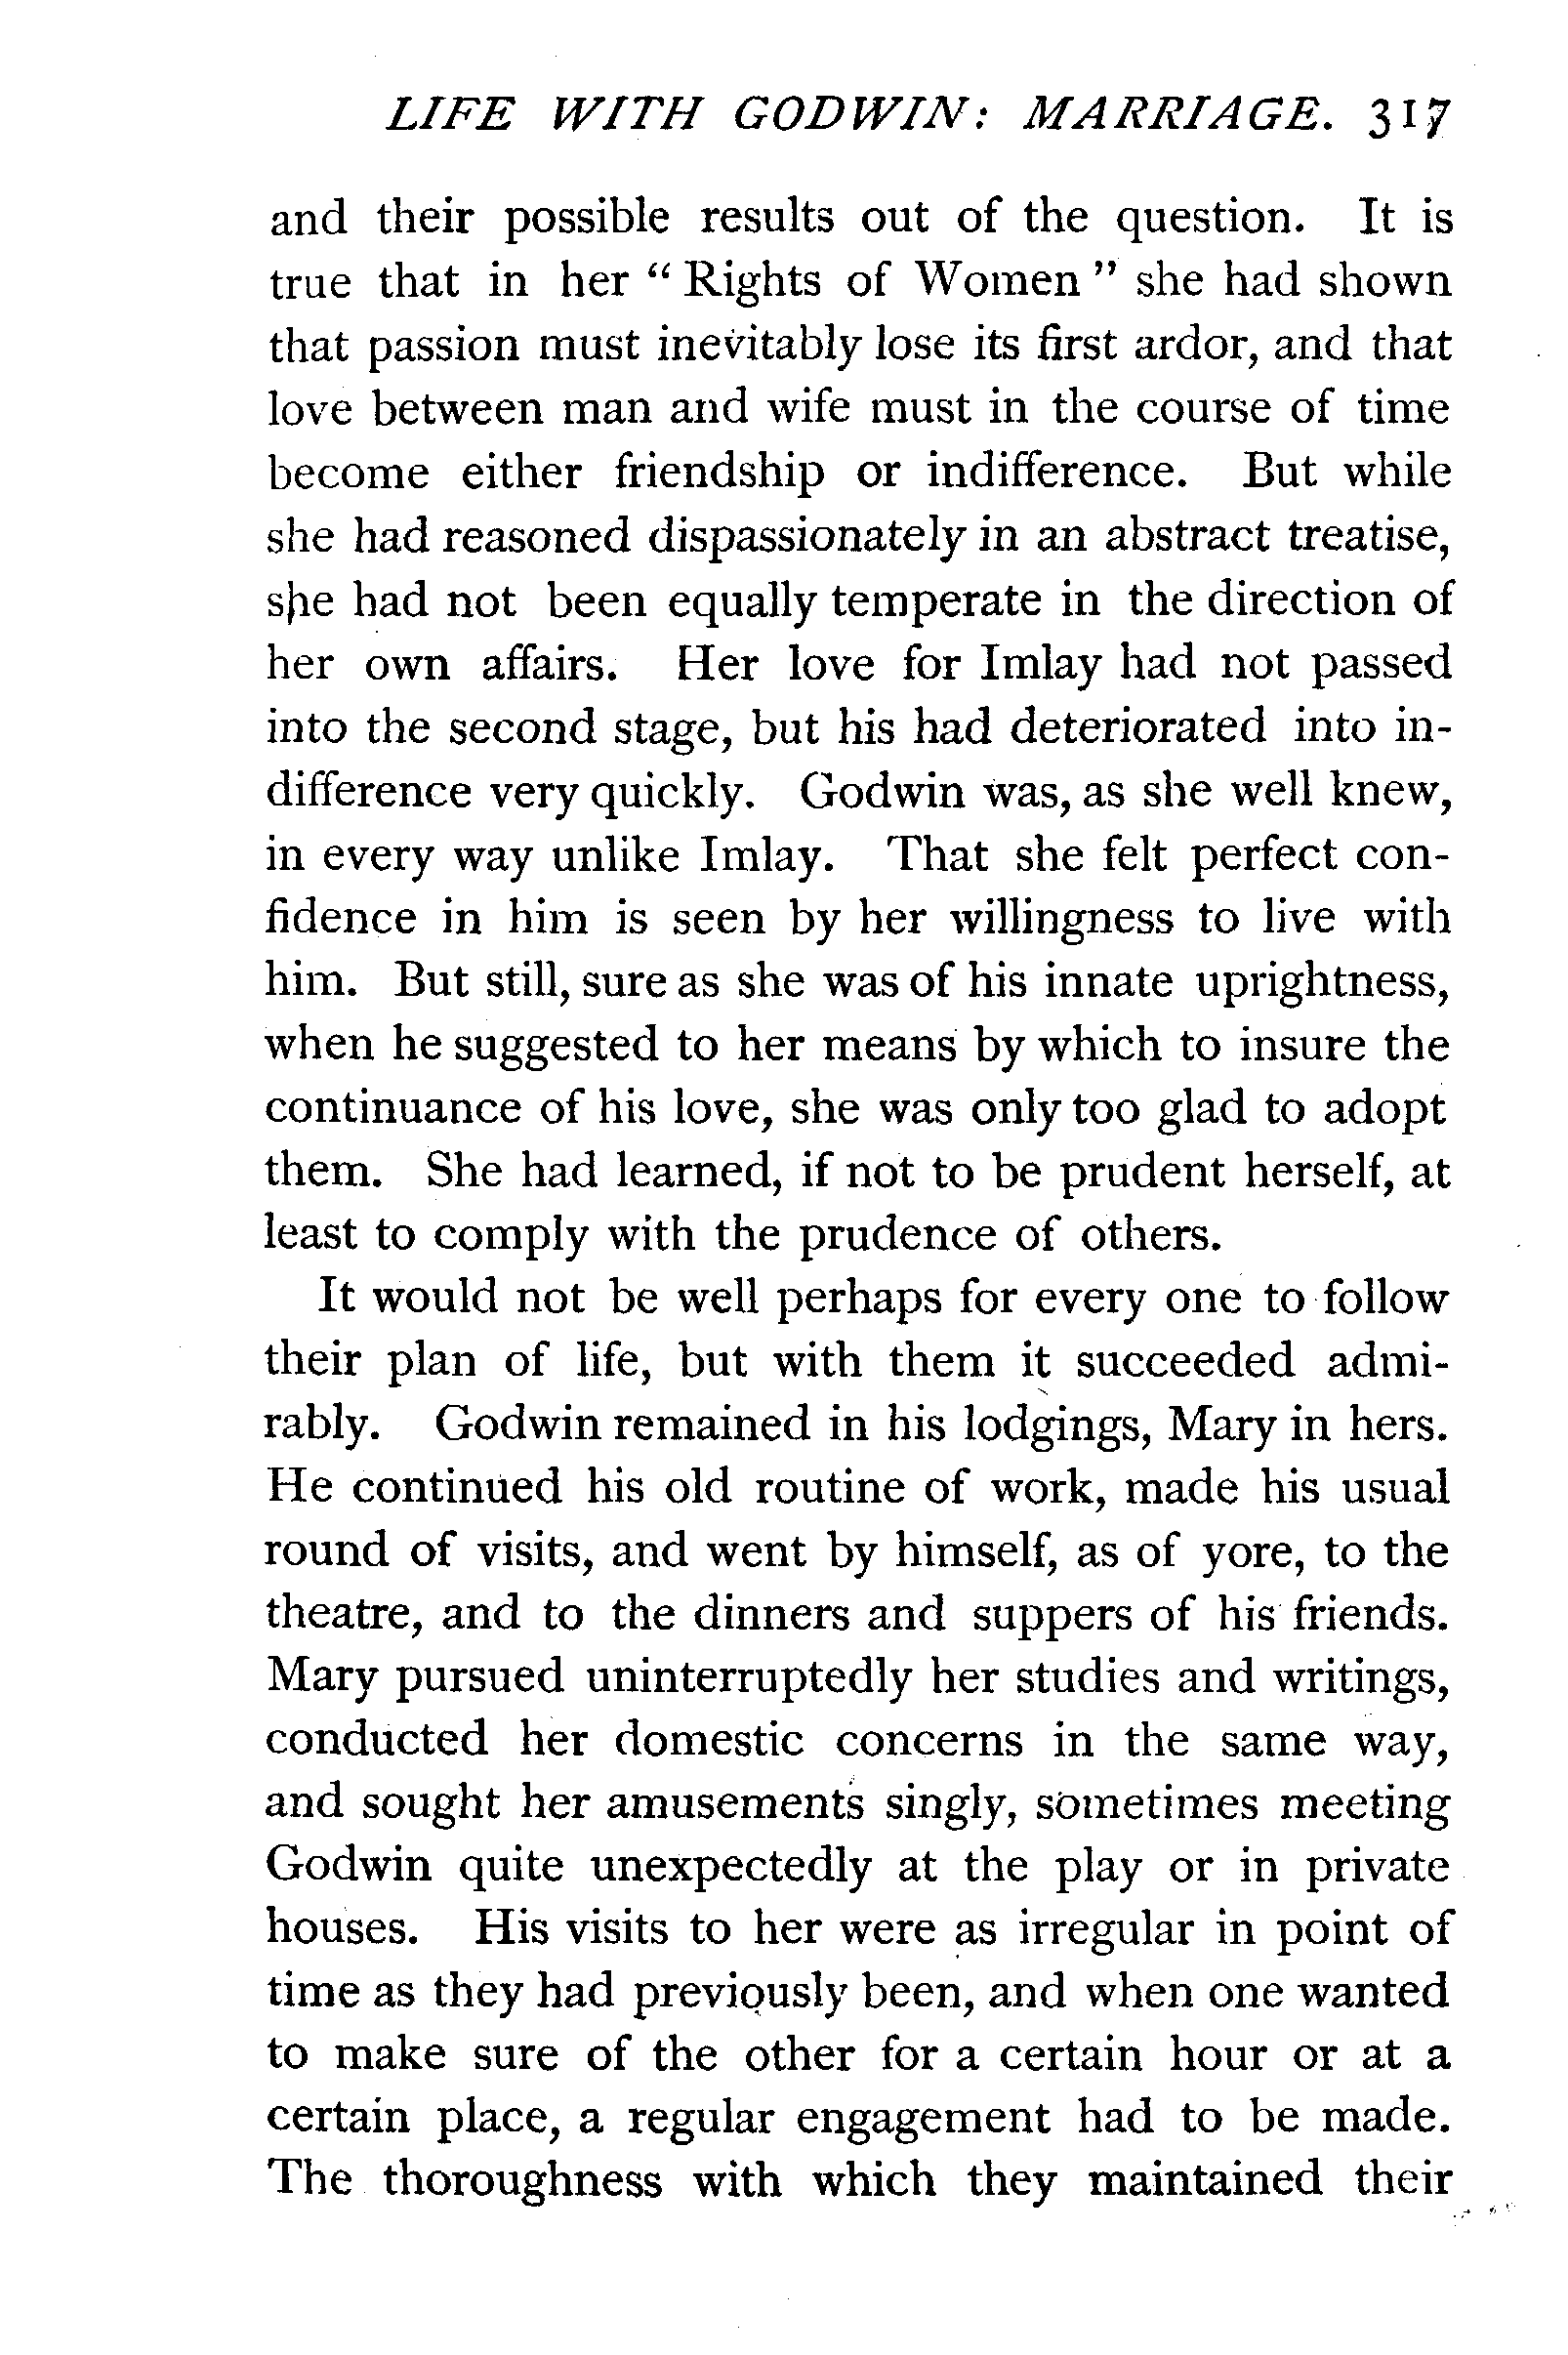 LIFE WITH GODWIN: MARRIAGE. 317
and their possible results out of the question. It is
true that in her “ Rights of Women ” she had shown
that passion must inevitably lose its first ardor, and that
love between man and wife must in the course of time
become either friendship or indifference. But while
she had reasoned dispassionately in an abstract treatise,
she had not been equally temperate in the direction of
her own affairs. Her love for Imlay had not passed
into the second stage, but his had deteriorated into in-
difference very quickly. Godwin was, as she well knew,
in every way unlike Imlay. That she felt perfect con-
fidence in him is seen by her willingness to live with
him. But still, sure as she was of his innate uprightness,
when he suggested to her means by which to insure the
continuance of his love, she was only too glad to adopt
them. She had learned, if not to be prudent herself, at
least to comply with the prudence of others.
It would not be well perhaps for every one to follow
their plan of life, but with them it succeeded admi-
rably. Godwin remained in his lodgings, Mary in hers.
He continued his old routine of work, made his usual
round of visits, and went by himself, as of yore, to the
theatre, and to the dinners and suppers of his friends.
Mary pursued uninterruptedly her studies and writings,
conducted her domestic concerns in the same way,
and sought her amusements singly, sometimes meeting
Godwin quite unexpectedly at the play or in private
houses. His visits to her were as irregular in point of
time as they had previously been, and when one wanted
to make sure of the other for a certain hour or at a
certain place, a regular engagement had to be made.
The thoroughness with which they maintained their